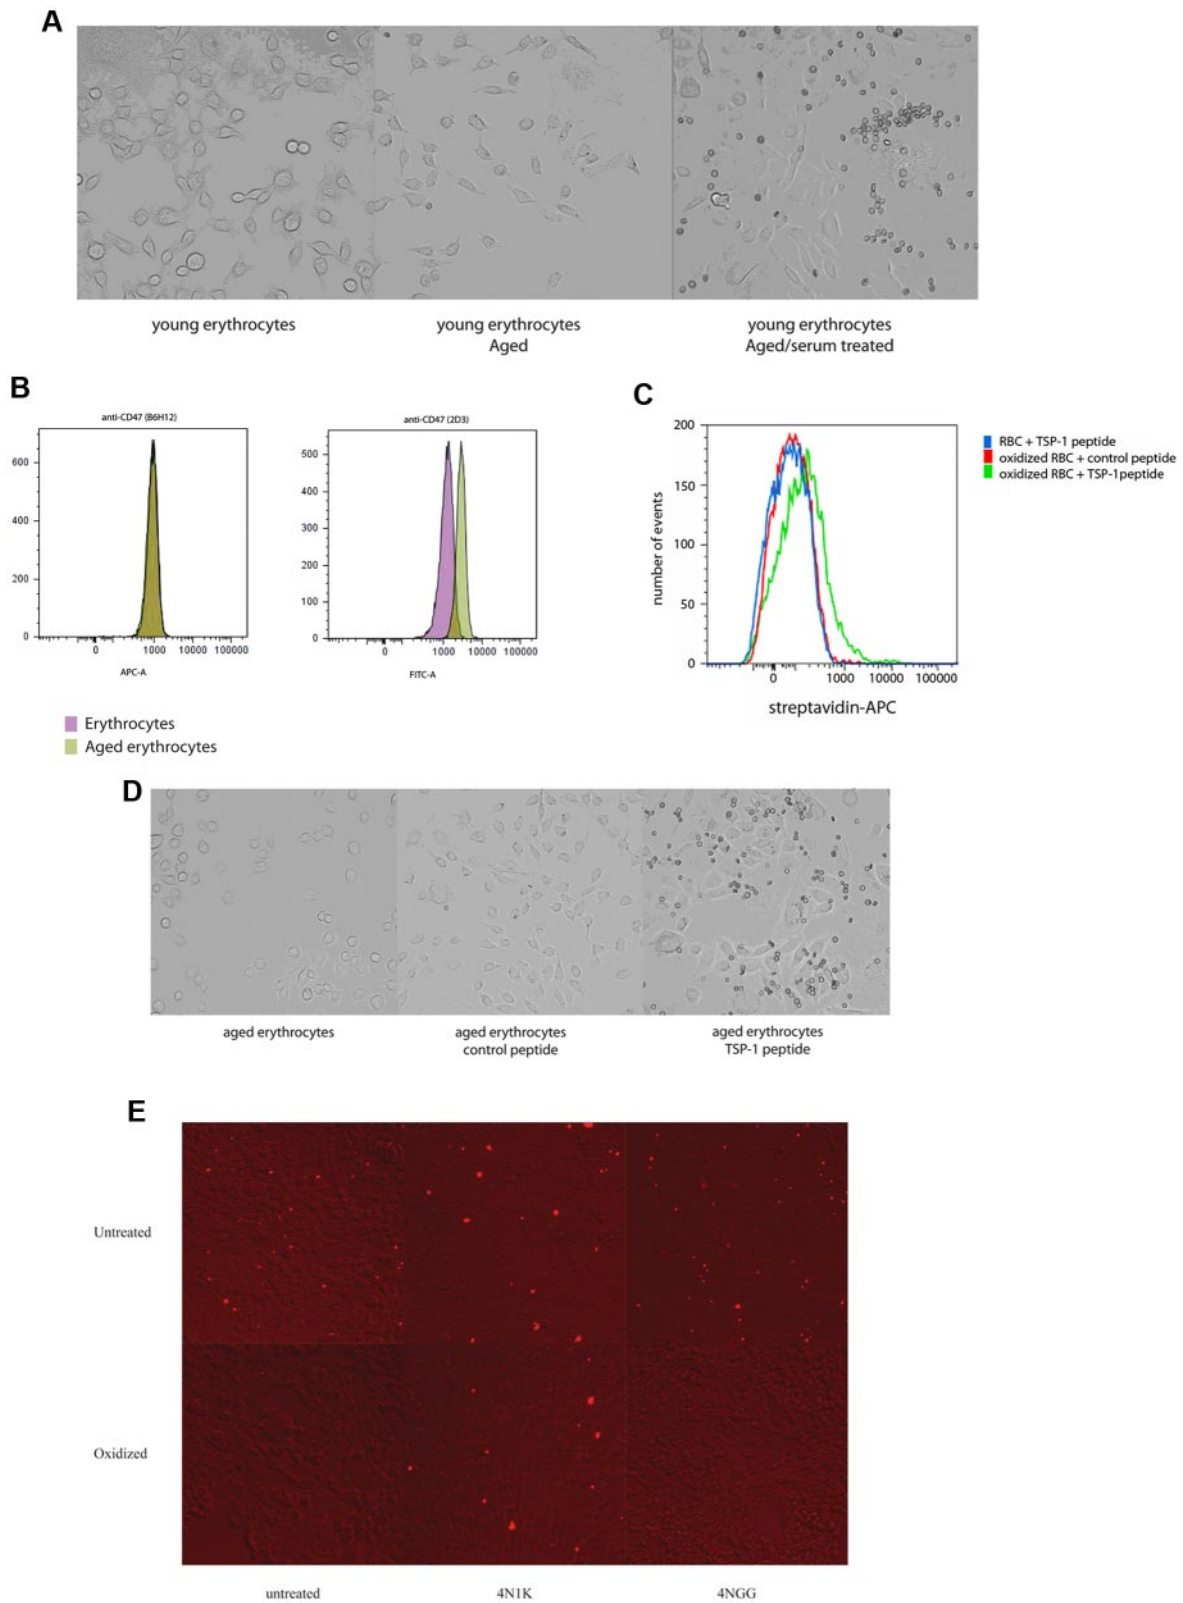 A
young erythrocytes
young erythrocytes
Aged
young erythrocytes
Aged/serum treated
B
anti-CD47 (B6H12)
600
400
200
0
0 1000 10000 100000
APC-A
anti-CD47 (2D3)
500
400
300
200
100
0
0 1000 10000 100000
FITC-A
Erythrocytes
Aged erythrocytes
C
200
150
100
50
0
number of events
0 1000 10000 100000
streptavidin-APC
RBC + TSP-1 peptide
oxidized RBC + control peptide
oxidized RBC + TSP-1peptide
D
aged erythrocytes
aged erythrocytes
control peptide
aged erythrocytes
TSP-1 peptide
E
Untreated
Oxidized
untreated
4N1K
4NGG